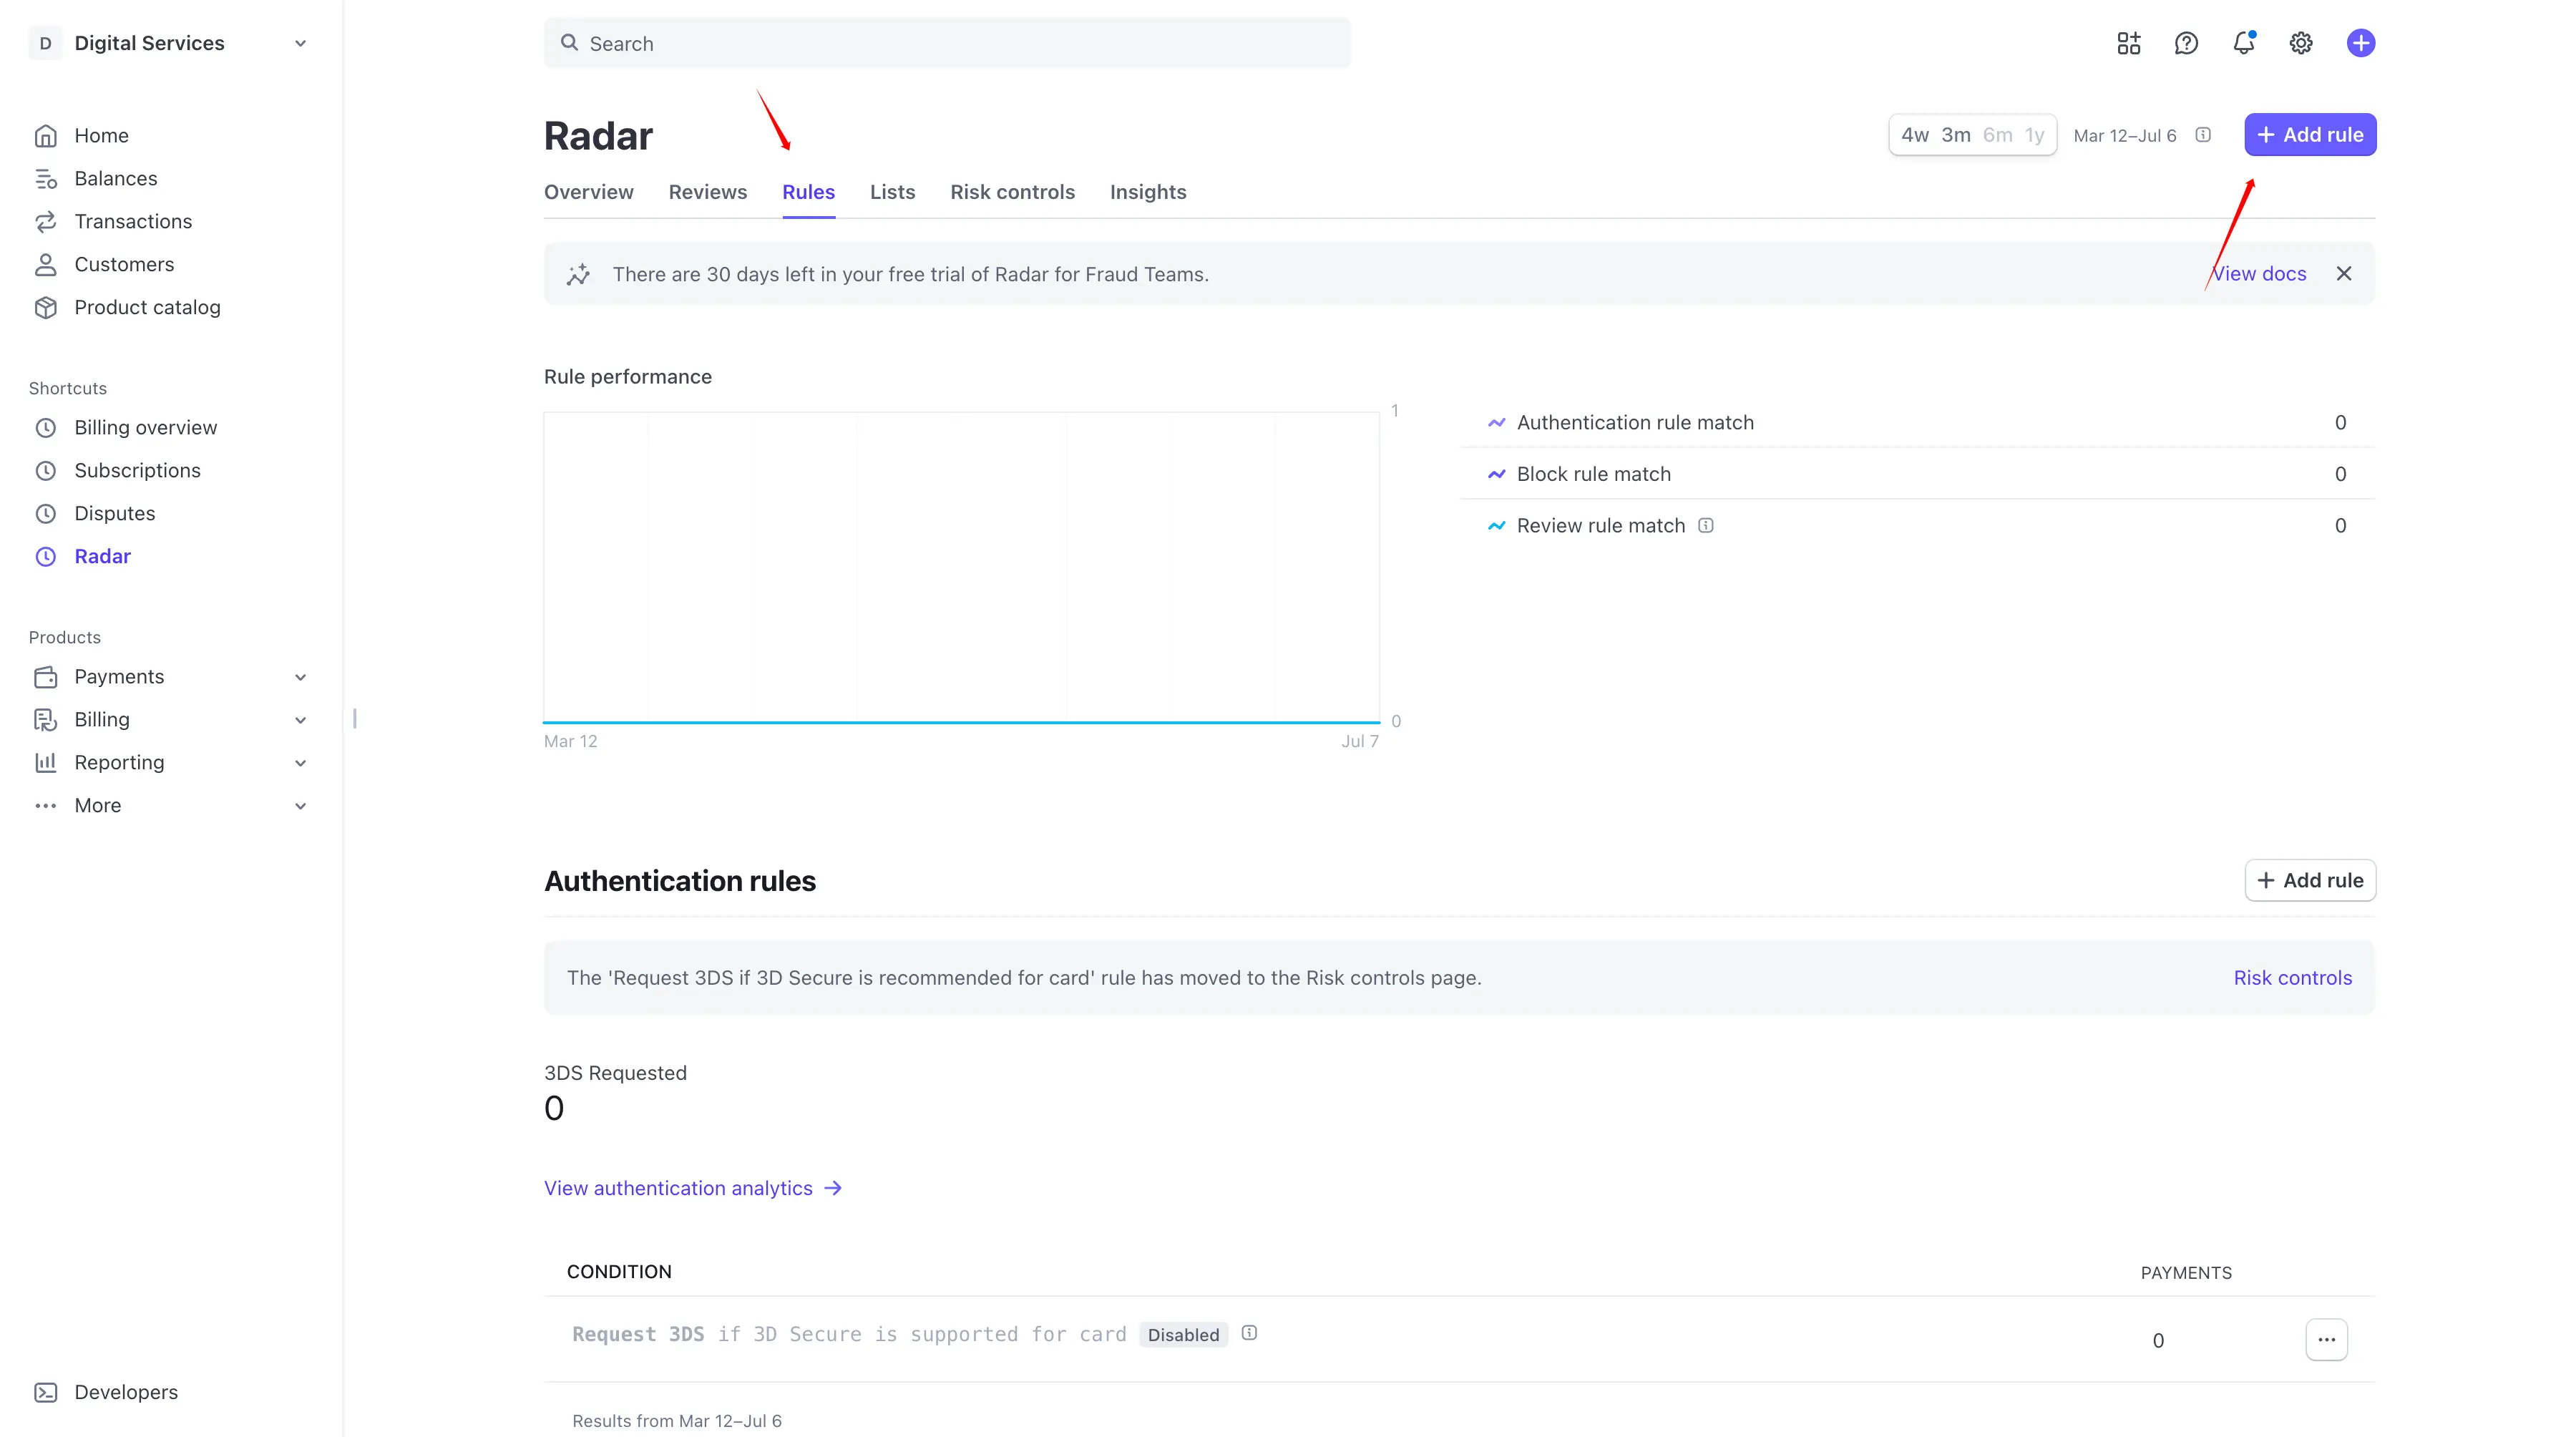 D Digital Services
Search
Home
Balances
Transactions
Customers
Product catalog
Shortcuts
Billing overview
Subscriptions
Disputes
Radar
Products
Payments
Billing
Reporting
More
Developers
Radar
4w 3m 6m 1y Mar 12–Jul 6
+ Add rule
Overview Reviews Rules Lists Risk controls Insights
There are 30 days left in your free trial of Radar for Fraud Teams. View docs
Rule performance
1
0
Mar 12 Jul 7
Authentication rule match 0
Block rule match 0
Review rule match 0
Authentication rules + Add rule
The 'Request 3DS if 3D Secure is recommended for card' rule has moved to the Risk controls page. Risk controls
3DS Requested
0
View authentication analytics →
CONDITION PAYMENTS
Request 3DS if 3D Secure is supported for card Disabled 0
Results from Mar 12–Jul 6